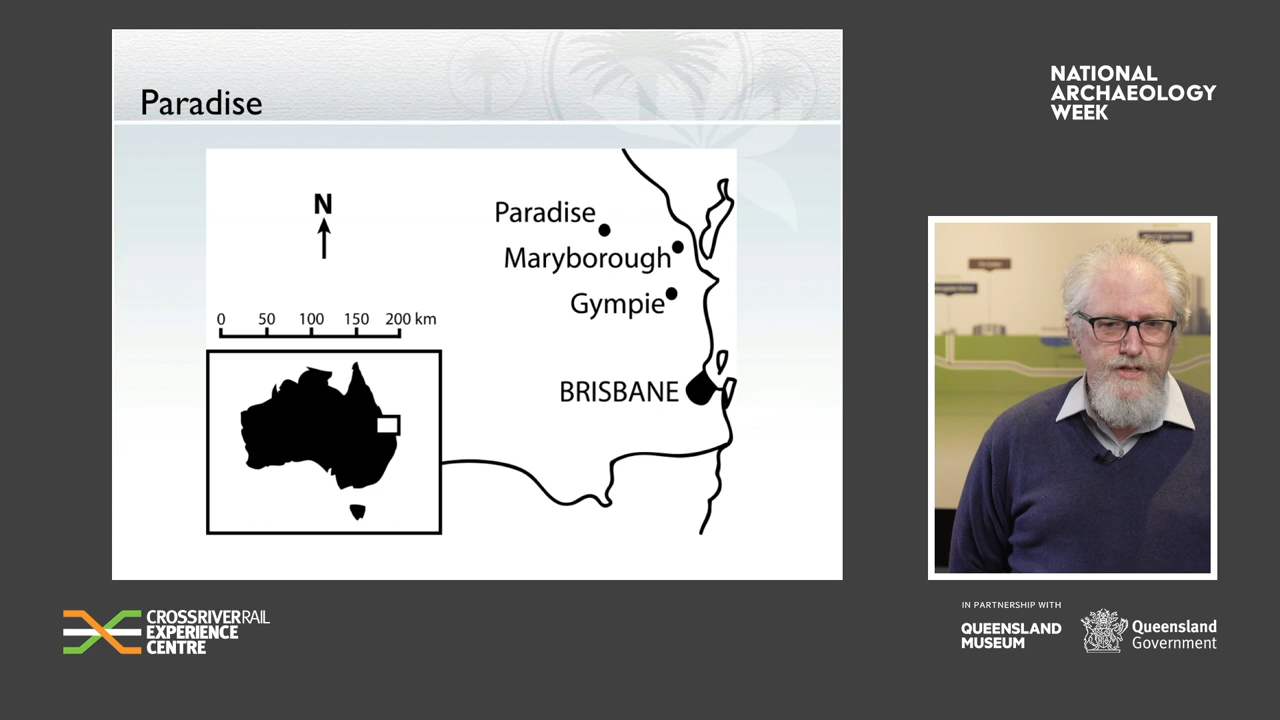 Paradise
N
Paradise
Maryborough
Gympie
0 50 100 150 200 km
BRISBANE
NATIONAL
ARCHAEOLOGY
WEEK
CROSSRIVERRAIL
EXPERIENCE
CENTRE
IN PARTNERSHIP WITH
QUEENSLAND
MUSEUM
Queensland
Government